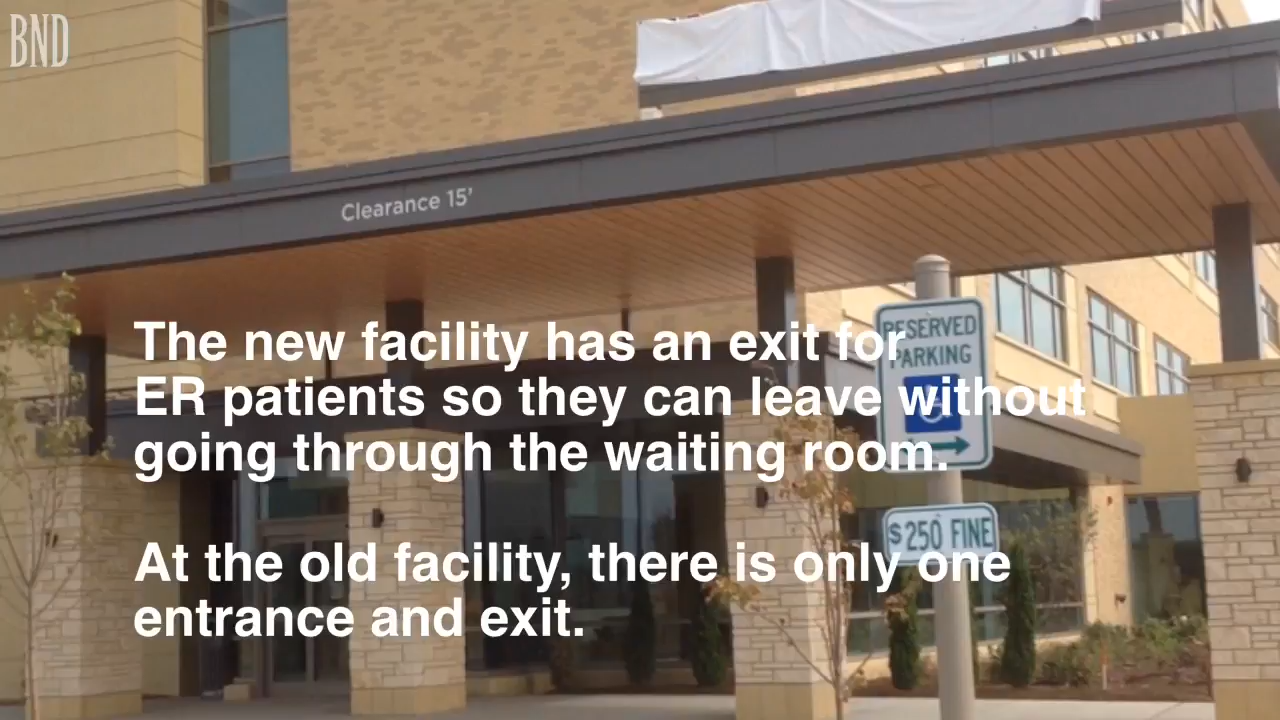 BND
Clearance 15'
RESERVED
PARKING
The new facility has an exit for
ER patients so they can leave without
going through the waiting room.
$250 FINE
At the old facility, there is only one
entrance and exit.